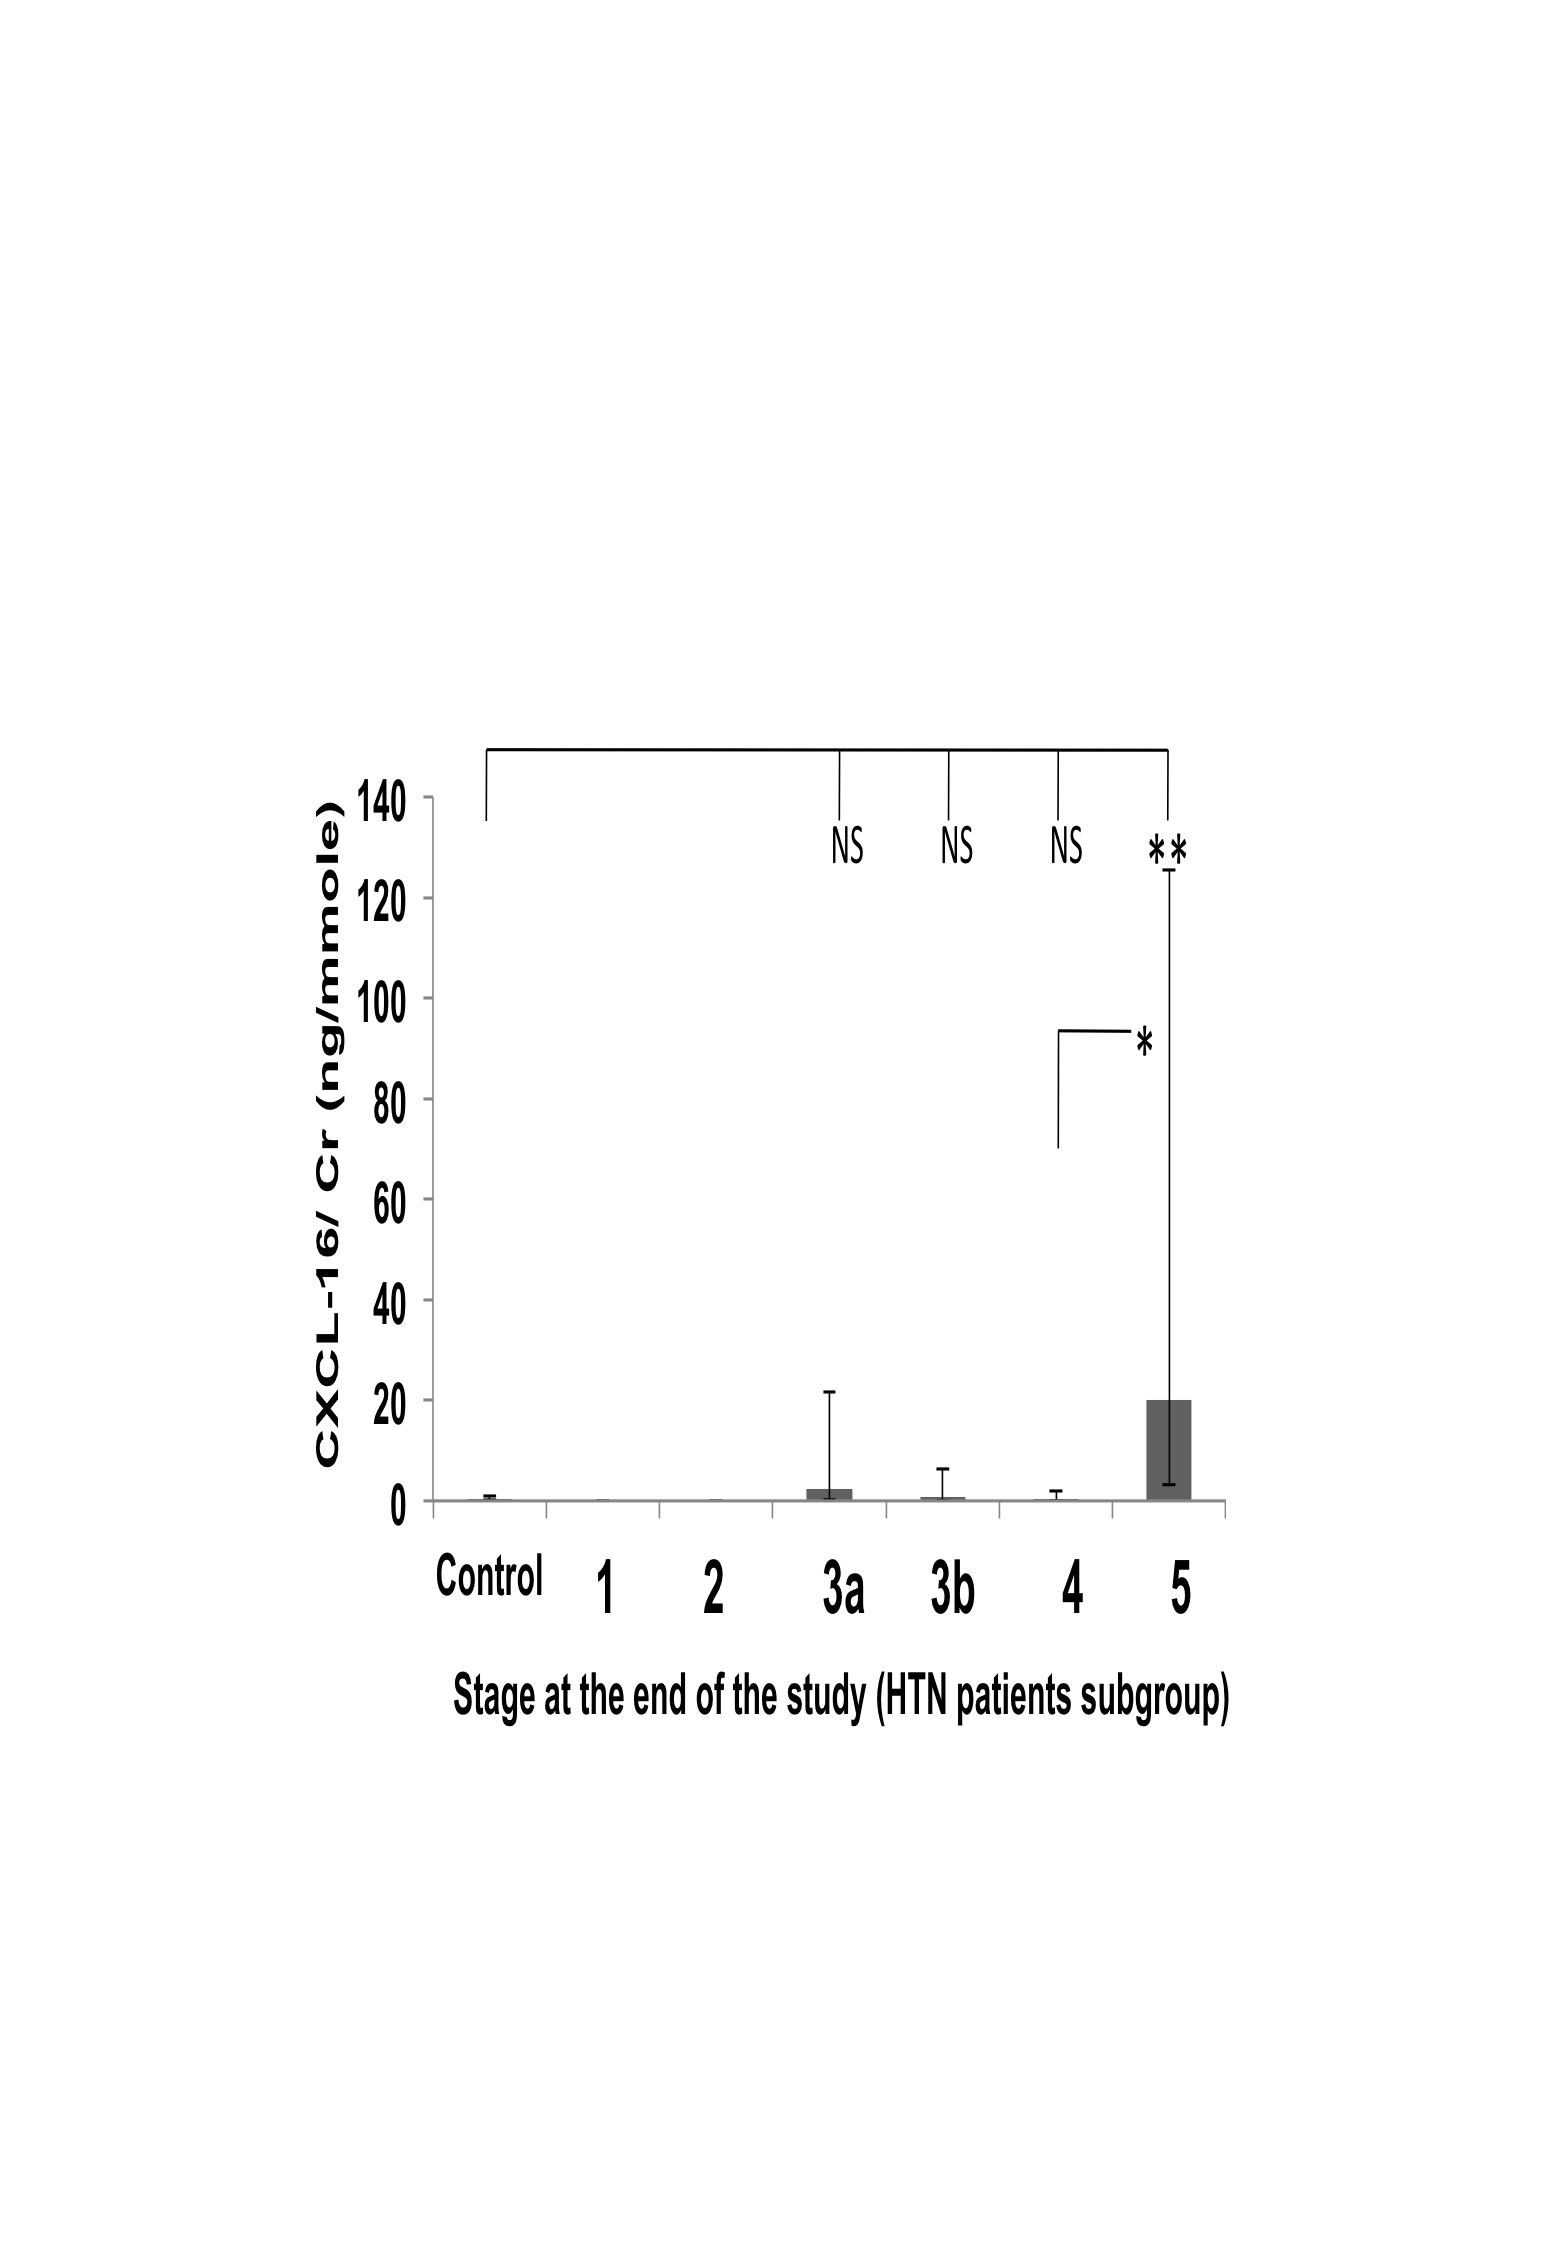 CXCL-16/ Cr (ng/mmole)
140
120
100
80
60
40
20
0
NS NS NS **
*
Control 1 2 3a 3b 4 5
Stage at the end of the study (HTN patients subgroup)